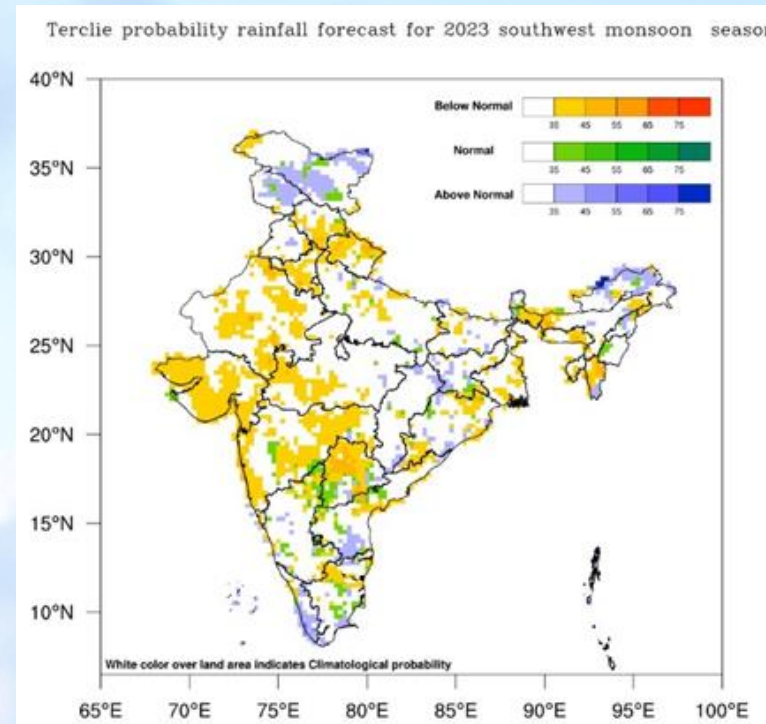 Terclie probability rainfall forecast for 2023 southwest monsoon seaso
40°N
Below Normal
35 45 55 65 75
Normal
35 45 55 65 75
35°N
Above Normal
35 45 55 65 75
30°N
25°N
20°N
15°N
10°N
White color over land area indicates Climatological probability
65°E 70°E 75°E 80°E 85°E 90°E 95°E 100°E